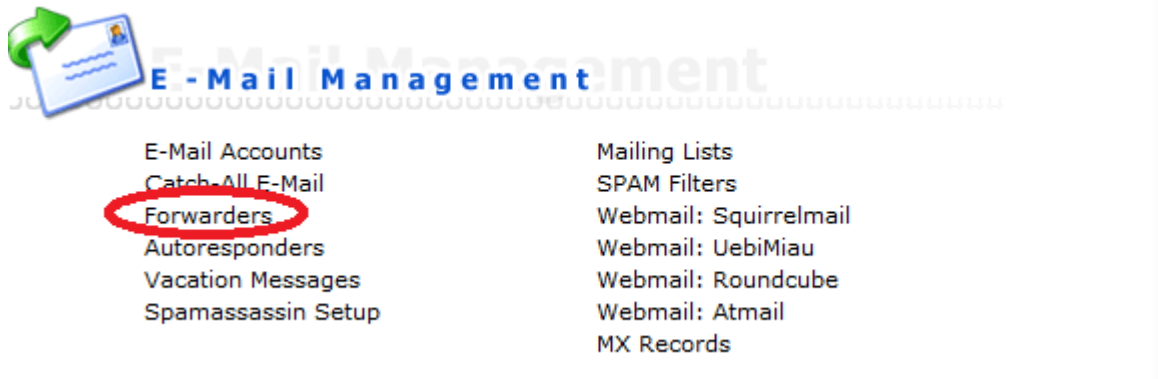 E-Mail Management
E-Mail Accounts
Catch-All E-Mail
Forwarders
Autoresponders
Vacation Messages
Spamassassin Setup
Mailing Lists
SPAM Filters
Webmail: Squirrelmail
Webmail: UebiMiau
Webmail: Roundcube
Webmail: Atmail
MX Records